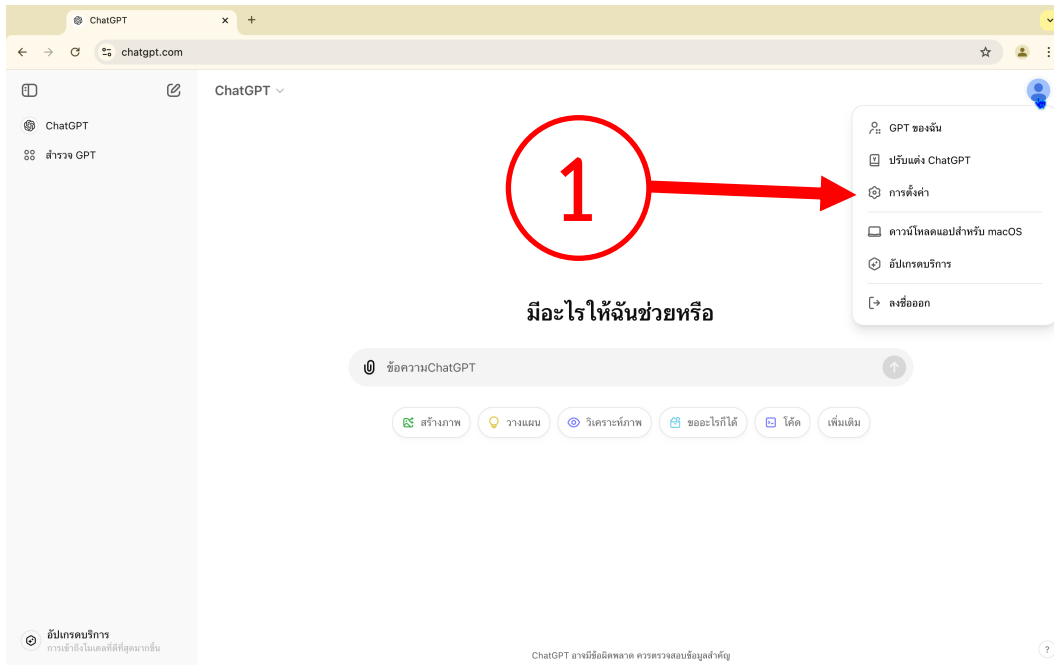 ChatGPT
chatgpt.com
ChatGPT
ChatGPT
สำรวจ GPT
GPT ของฉัน
ปรับแต่ง ChatGPT
การตั้งค่า
ดาวน์โหลดแอปสำหรับ macOS
อัปเกรดบริการ
ลงชื่อออก
1
มีอะไรให้ฉันช่วยหรือ
ข้อความChatGPT
สร้างภาพ
วางแผน
วิเคราะห์ภาพ
ขออะไรก็ได้
โค้ด
เพิ่มเติม
อัปเกรดบริการ
การเข้าถึงโมเดลที่ดีที่สุดมากขึ้น
ChatGPT อาจมีข้อผิดพลาด ควรตรวจสอบข้อมูลสำคัญ
?